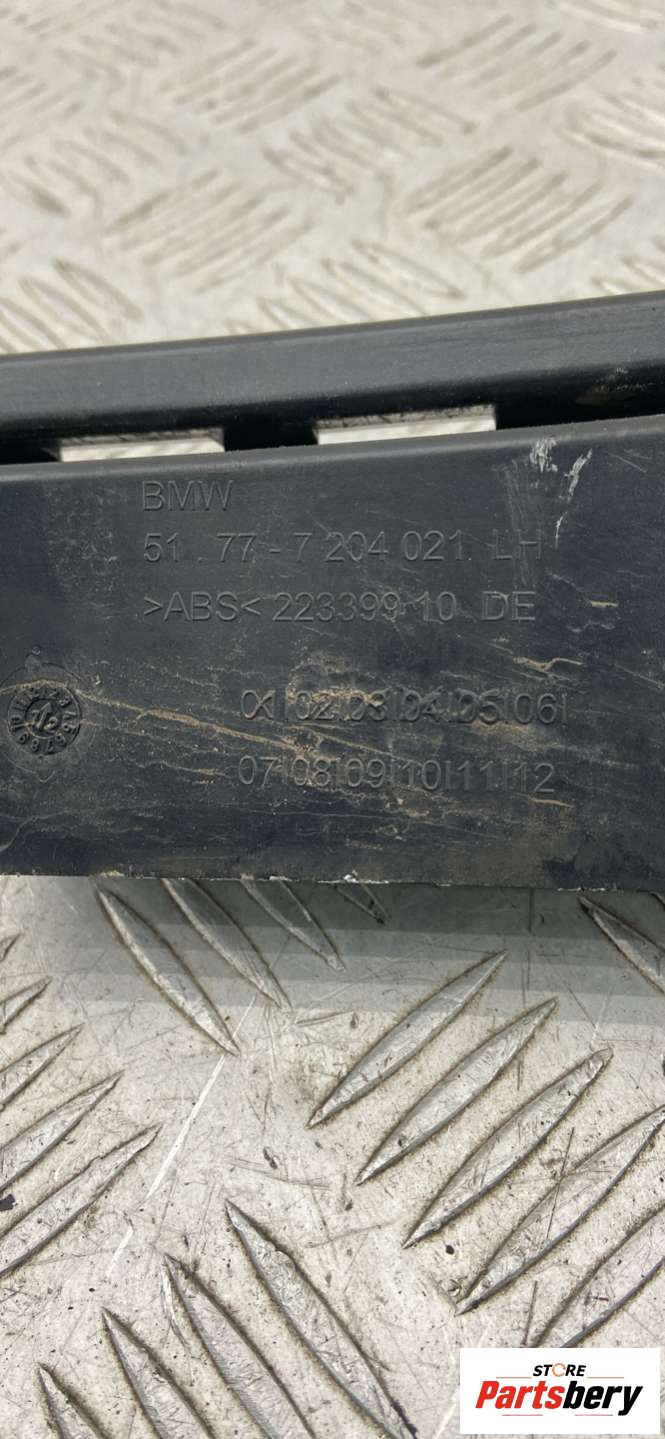 BMW
51 . 77 - 7 204 021 LH
>ABS< 223399 10 DE
01|02|03|04|05|06|
07|08|09|10|11|12
STORE
Partsbery